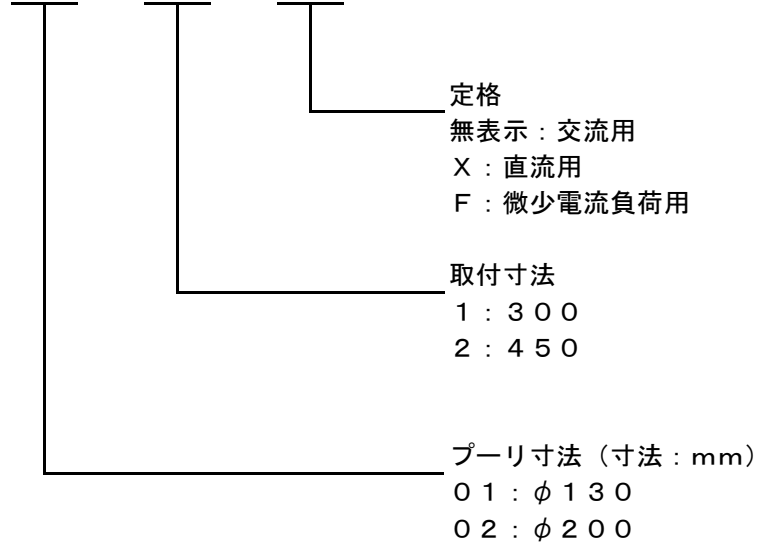 定格
無表示：交流用
Ｘ：直流用
Ｆ：微少電流負荷用
取付寸法
１：３００
２：４５０
プーリ寸法（寸法：ｍｍ）
０１：φ１３０
０２：φ２００